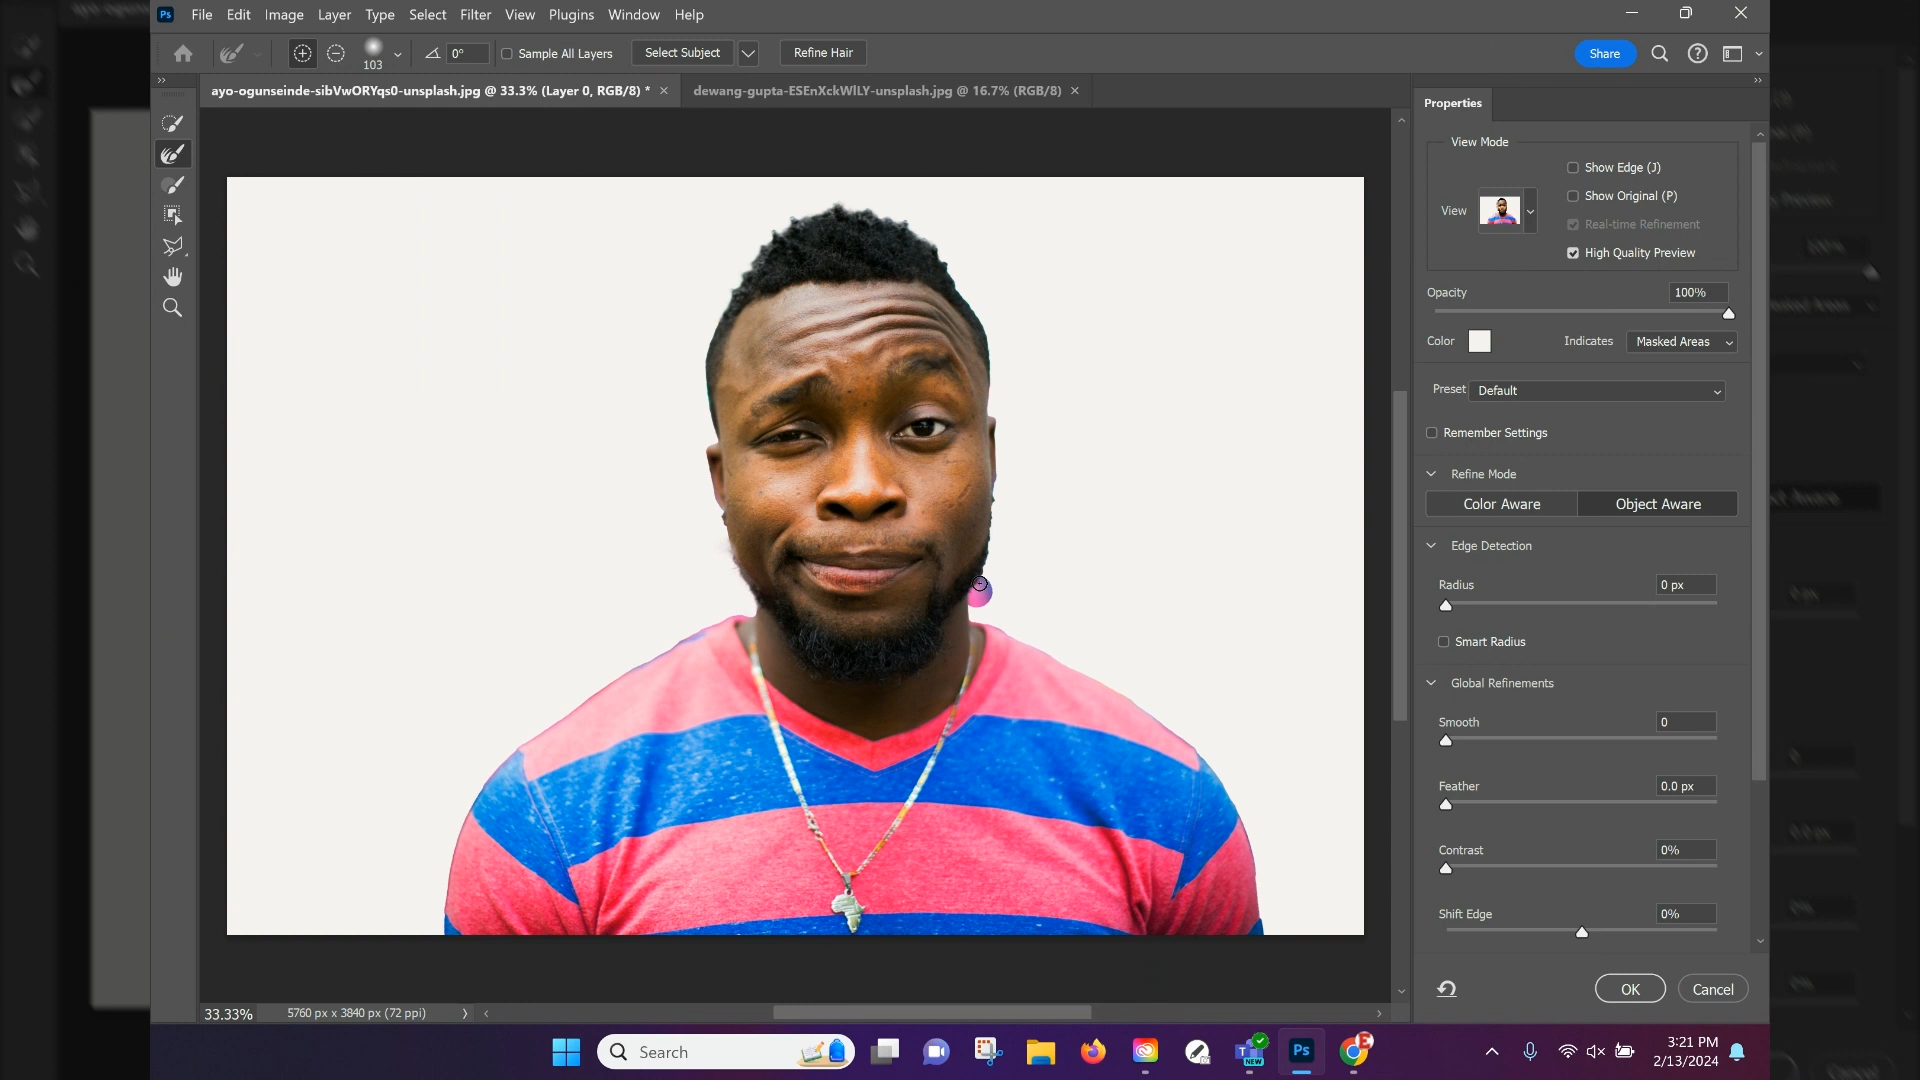 Ps File Edit Image Layer Type Select Filter View Plugins Window Help
103 0° Sample All Layers Select Subject Refine Hair Share
ayo-ogunseinde-sibVwORYqs0-unsplash.jpg @ 33.3% (Layer 0, RGB/8) * dewang-gupta-ESEnXckWlLY-unsplash.jpg @ 16.7% (RGB/8)
Properties
View Mode
Show Edge (J)
Show Original (P)
View
Real-time Refinement
High Quality Preview
Opacity 100%
Color Indicates Masked Areas
Preset Default
Remember Settings
Refine Mode
Color Aware Object Aware
Edge Detection
Radius 0 px
Smart Radius
Global Refinements
Smooth 0
Feather 0.0 px
Contrast 0%
Shift Edge 0%
OK Cancel
33.33% 5760 px x 3840 px (72 ppi)
Search NEW Ps E 3:21 PM
2/13/2024